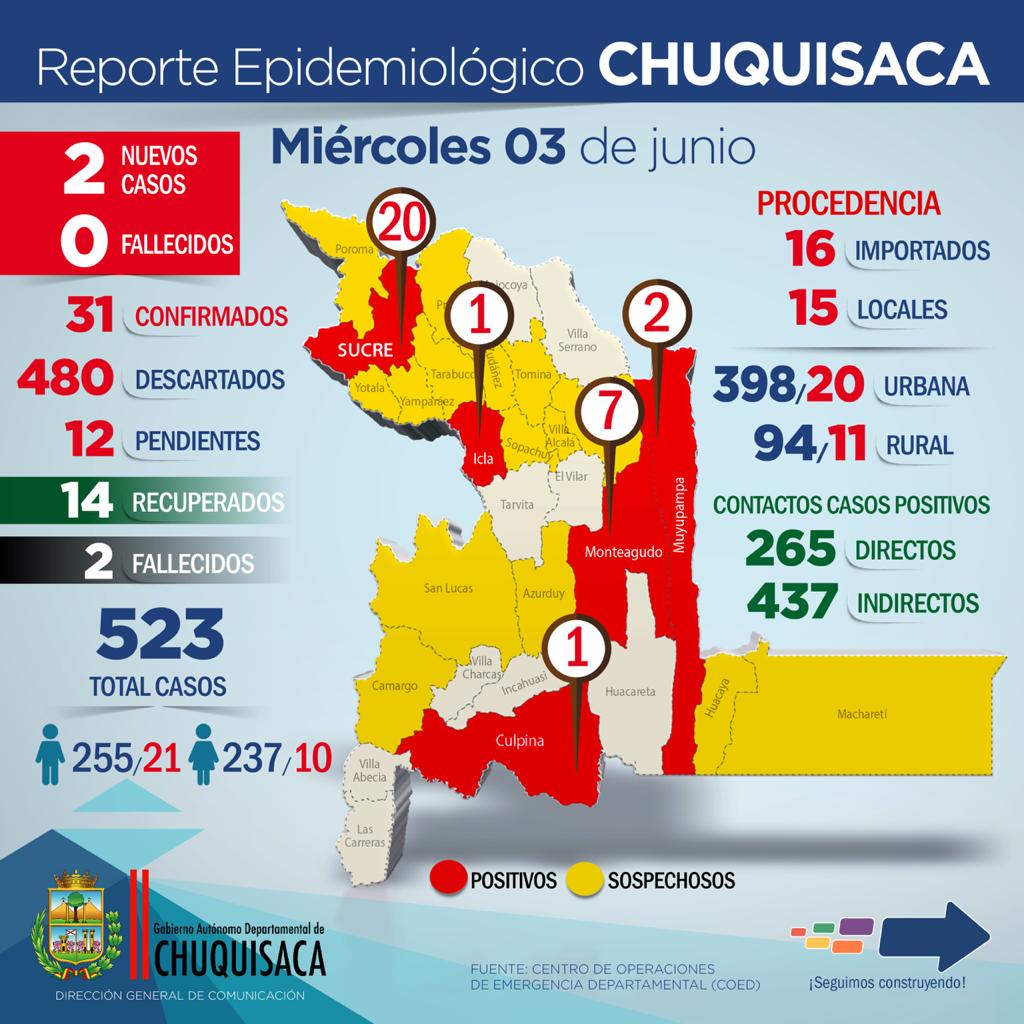 Reporte Epidemiológico CHUQUISACA
Miércoles 03 de junio
2 NUEVOS CASOS
0 FALLECIDOS
31 CONFIRMADOS
480 DESCARTADOS
12 PENDIENTES
14 RECUPERADOS
2 FALLECIDOS
523
TOTAL CASOS
255/21 237/10
PROCEDENCIA
16 IMPORTADOS
15 LOCALES
398/20 URBANA
94/11 RURAL
CONTACTOS CASOS POSITIVOS
265 DIRECTOS
437 INDIRECTOS
20
1
2
7
1
Poroma
SUCRE
Villa Serrano
Yotala
Yamparáez
Tarabuco
Tomina
Villa Alcalá
Sopachuy
Icla
El Vilar
Tarvita
Monteagudo
Muyupampa
San Lucas
Azurduy
Camargo
Villa Charcas
Incahuasi
Huacareta
Huacaya
Macharetí
Culpina
Villa Abecia
Las Carreras
POSITIVOS SOSPECHOSOS
Gobierno Autónomo Departamental de
CHUQUISACA
DIRECCIÓN GENERAL DE COMUNICACIÓN
FUENTE: CENTRO DE OPERACIONES
DE EMERGENCIA DEPARTAMENTAL (COED)
¡Seguimos construyendo!